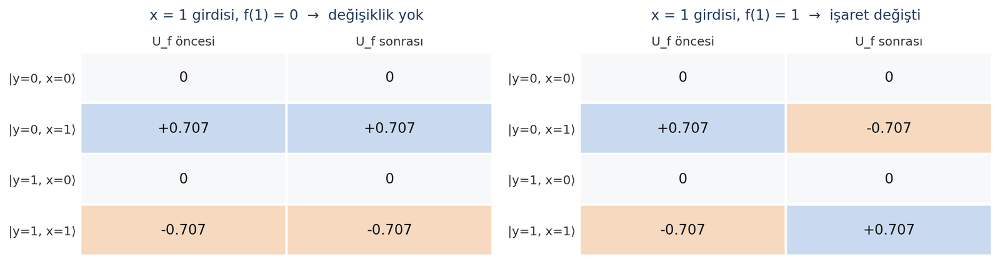 x = 1 girdisi, f(1) = 0 → değişiklik yok
U_f öncesi U_f sonrası
|y=0, x=0⟩ 0 0
|y=0, x=1⟩ +0.707 +0.707
|y=1, x=0⟩ 0 0
|y=1, x=1⟩ -0.707 -0.707
x = 1 girdisi, f(1) = 1 → işaret değişti
U_f öncesi U_f sonrası
|y=0, x=0⟩ 0 0
|y=0, x=1⟩ +0.707 -0.707
|y=1, x=0⟩ 0 0
|y=1, x=1⟩ -0.707 +0.707